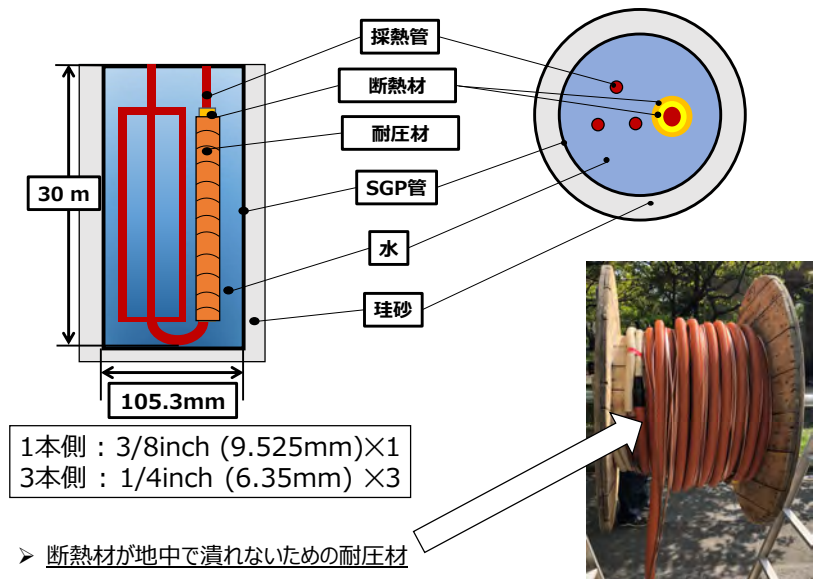 採熱管
断熱材
耐圧材
30 m
SGP管
水
珪砂
105.3mm
1本側：3/8inch (9.525mm)×1
3本側：1/4inch (6.35mm) ×3
➢ 断熱材が地中で潰れないための耐圧材